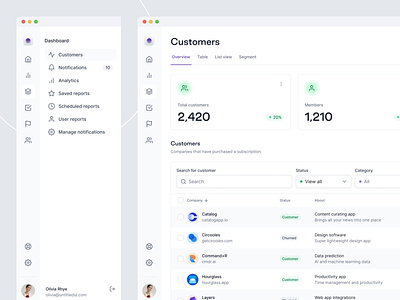 Dashboard
Customers
Notifications 10
Analytics
Saved reports
Scheduled reports
User reports
Manage notifications
Olivia Rhye
olivia@untitledui.com
Customers
Overview Table List view Segment
Total customers
2,420
20%
Members
1,210
Customers
Companies that have purchased a subscription.
Search for customer Status Category
Search View all All
Company Status About
Catalog Customer Content curating app
catalogapp.io Brings all your news into one place
Circooles Churned Design software
getcirooles.com Super lightweight design app
Command+R Customer Data prediction
cmdr.ai AI and machine learning data
Hourglass Customer Productivity app
hourglass.app Time management and productivity
Layers Web app integrations